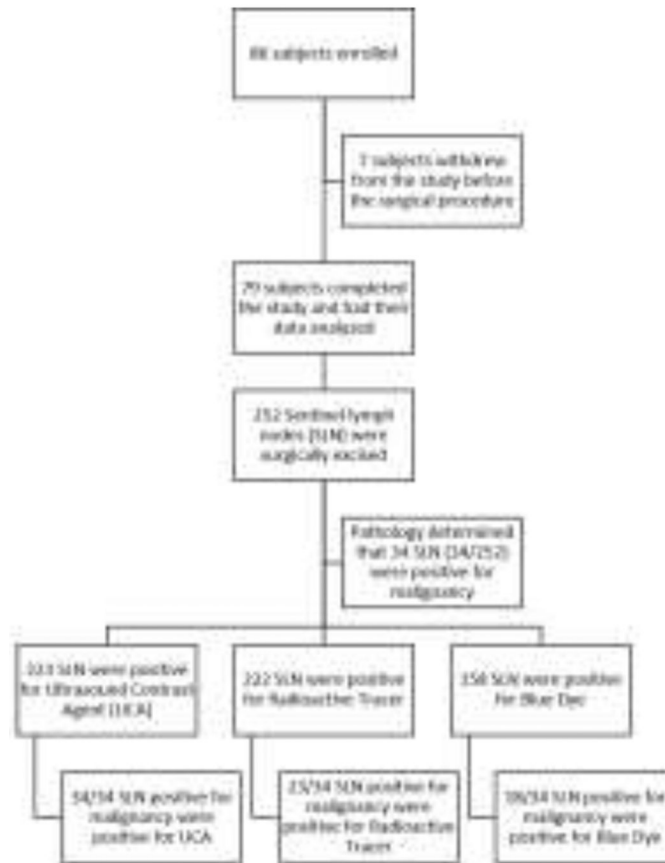 subjects enrolled
subjects withdrew
from the study before
the surgical procedure
79 subjects completed
the study and had their
data analyzed
252 Sentinel lymph
nodes (SLN) were
surgically excised
Pathology determined
that 34 SLN (34/252)
were positive for
malignancy
SLN were positive
for Ultrasound Contrast
Agent (UCA)
222 SLN were positive
for Radioactive Tracer
SLN were positive
for Blue Dye
34/34 SLN positive for
malignancy were
positive for UCA
23/34 SLN positive for
malignancy were
positive for Radioactive
Tracer
SLN positive for
malignancy were
positive for Blue Dye